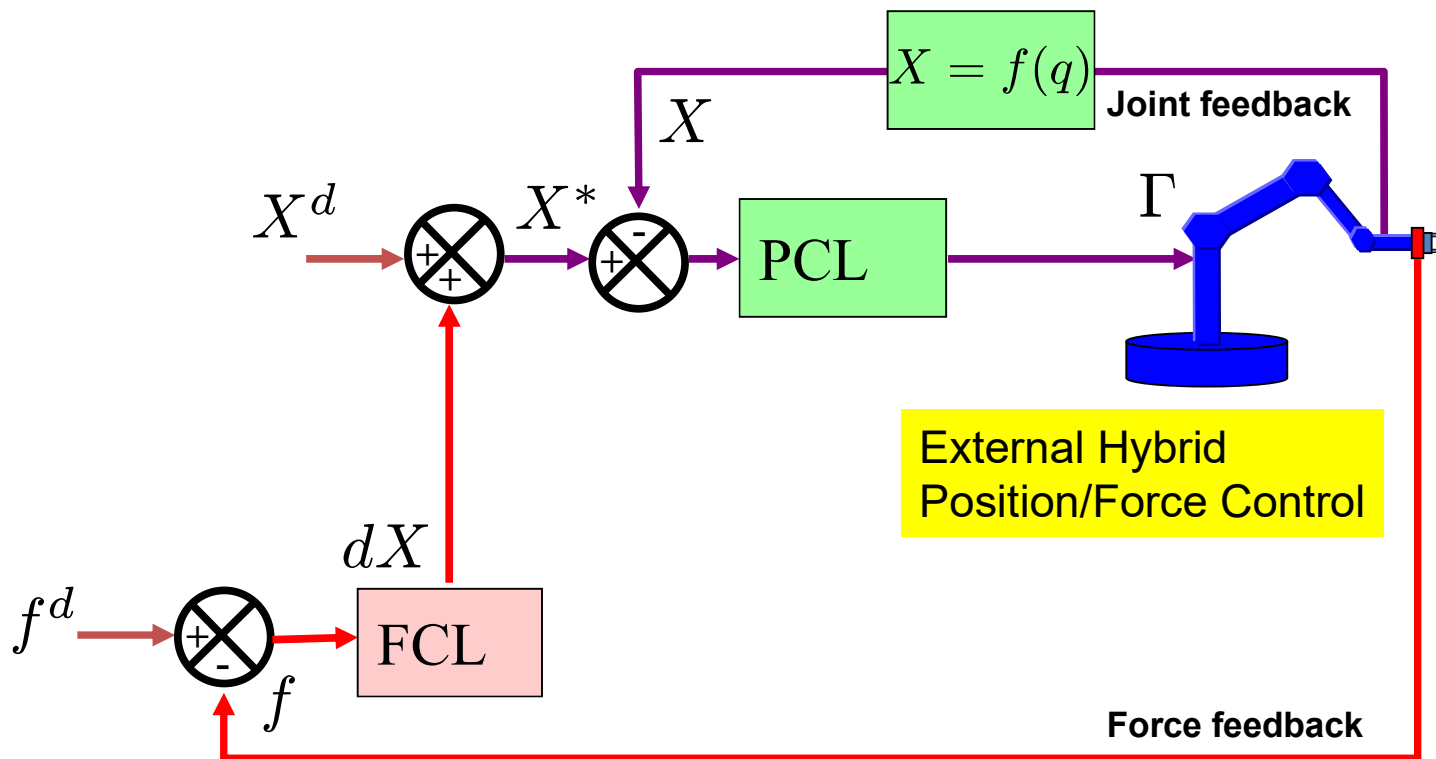 X = f(q)
Joint feedback
X
Γ
X^d
X*
-
+
+
+
PCL
External Hybrid
Position/Force Control
dX
f^d
+
-
FCL
f
Force feedback